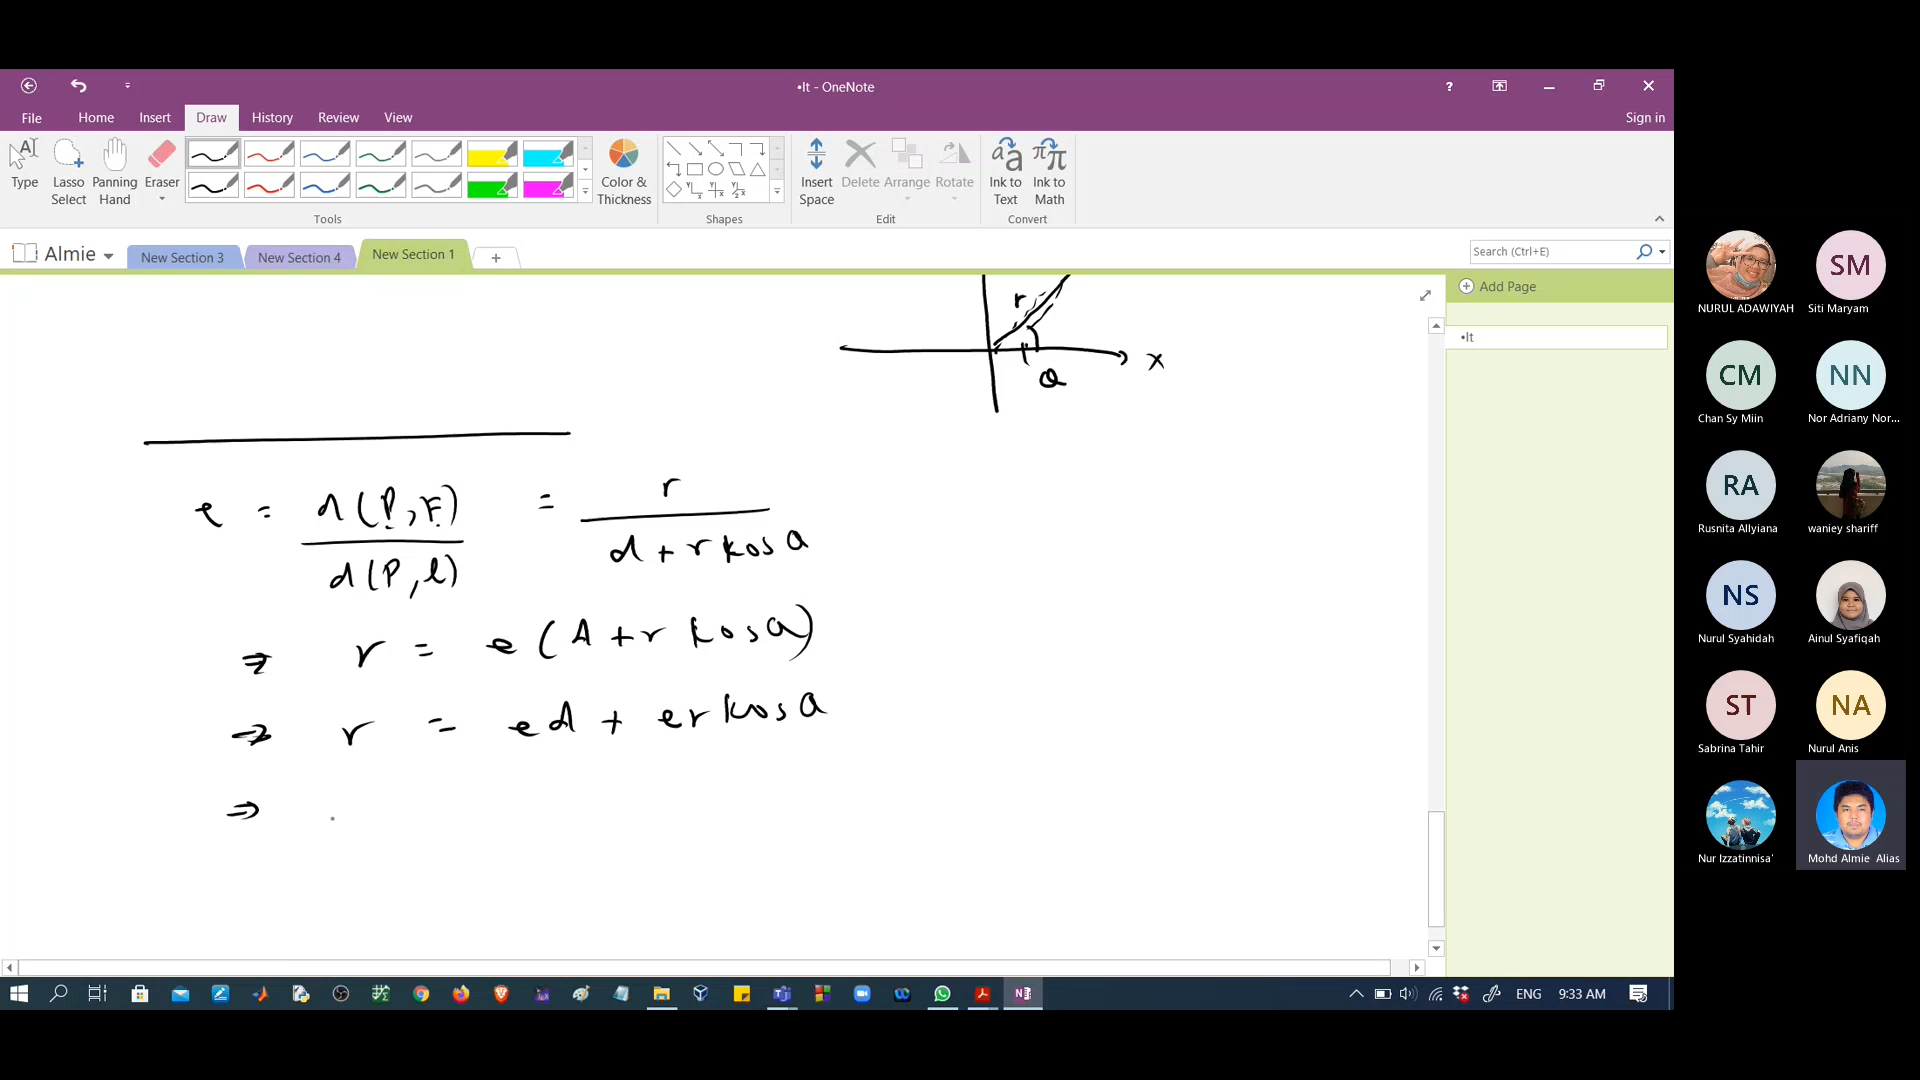 •It - OneNote
?
File Home Insert Draw History Review View
Sign in
Type
Lasso Select
Panning Hand
Eraser
Color & Thickness
Insert Space
Delete
Arrange
Rotate
Ink to Text
Ink to Math
Tools
Shapes
Edit
Convert
Almie
New Section 3
New Section 4
New Section 1
+
Search (Ctrl+E)
Add Page
•It
r
x
θ
e = d(P,F) / d(P,l) = r / d + r kos θ
⇒ r = e (d + r kos θ)
⇒ r = ed + er kos θ
⇒
NURUL ADAWIYAH
SM
Siti Maryam
CM
Chan Sy Miin
NN
Nor Adriany Nor...
RA
Rusnita Allyiana
waniey shariff
NS
Nurul Syahidah
Ainul Syafiqah
ST
Sabrina Tahir
NA
Nurul Anis
Nur Izzatinnisa'
Mohd Almie Alias
ENG
9:33 AM